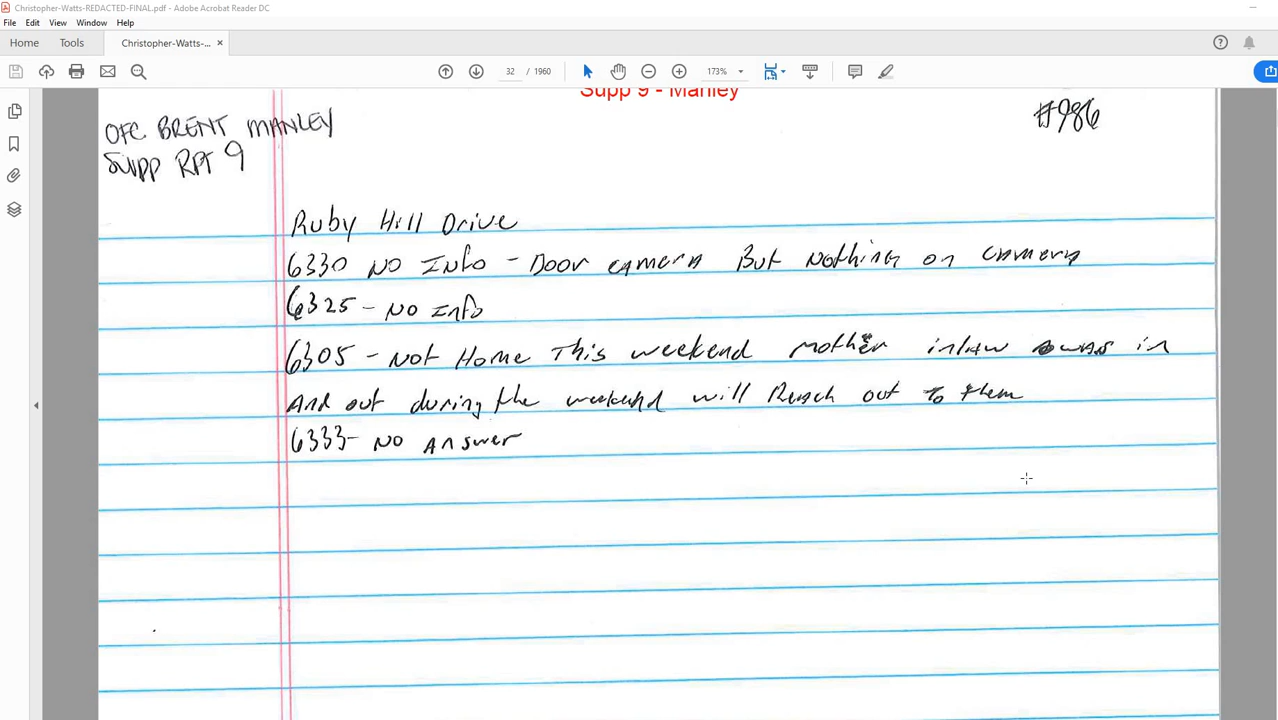 Christopher-Watts-REDACTED-FINAL.pdf - Adobe Acrobat Reader DC
File Edit View Window Help
Home Tools Christopher-Watts-... ×
32 / 1960 173%
Supp 9 - Manley
OFC BRENT MANLEY #986
Supp RPT 9
Ruby Hill Drive
6330 NO Info - Door camera But Nothing on camera
6325 - NO Info
6305 - Not Home This weekend mother inlaw was in
And out during the weekend will Reach out to them
6333- NO Answer